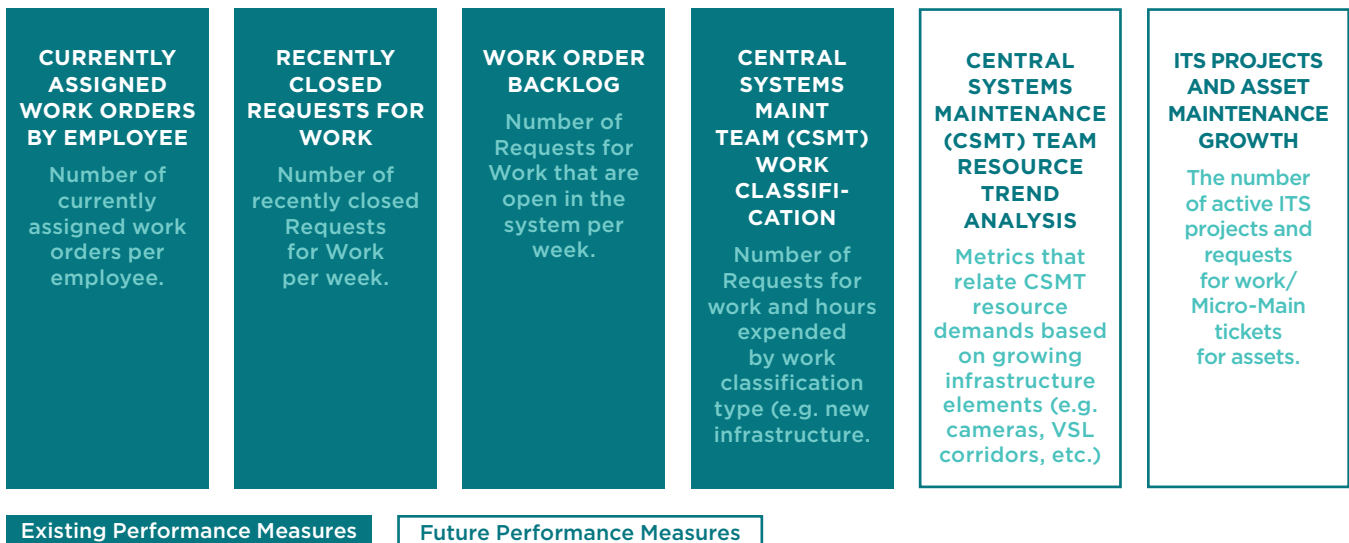 CURRENTLY
ASSIGNED
WORK ORDERS
BY EMPLOYEE
Number of
currently
assigned work
orders per
employee.
RECENTLY
CLOSED
REQUESTS FOR
WORK
Number of
recently closed
Requests
for Work
per week.
WORK ORDER
BACKLOG
Number of
Requests for
Work that are
open in the
system per
week.
CENTRAL
SYSTEMS
MAINT
TEAM (CSMT)
WORK
CLASSIFI-
CATION
Number of
Requests for
work and hours
expended
by work
classification
type (e.g. new
infrastructure.
CENTRAL
SYSTEMS
MAINTENANCE
(CSMT) TEAM
RESOURCE
TREND
ANALYSIS
Metrics that
relate CSMT
resource
demands based
on growing
infrastructure
elements (e.g.
cameras, VSL
corridors, etc.)
ITS PROJECTS
AND ASSET
MAINTENANCE
GROWTH
The number
of active ITS
projects and
requests
for work/
Micro-Main
tickets
for assets.
Existing Performance Measures
Future Performance Measures